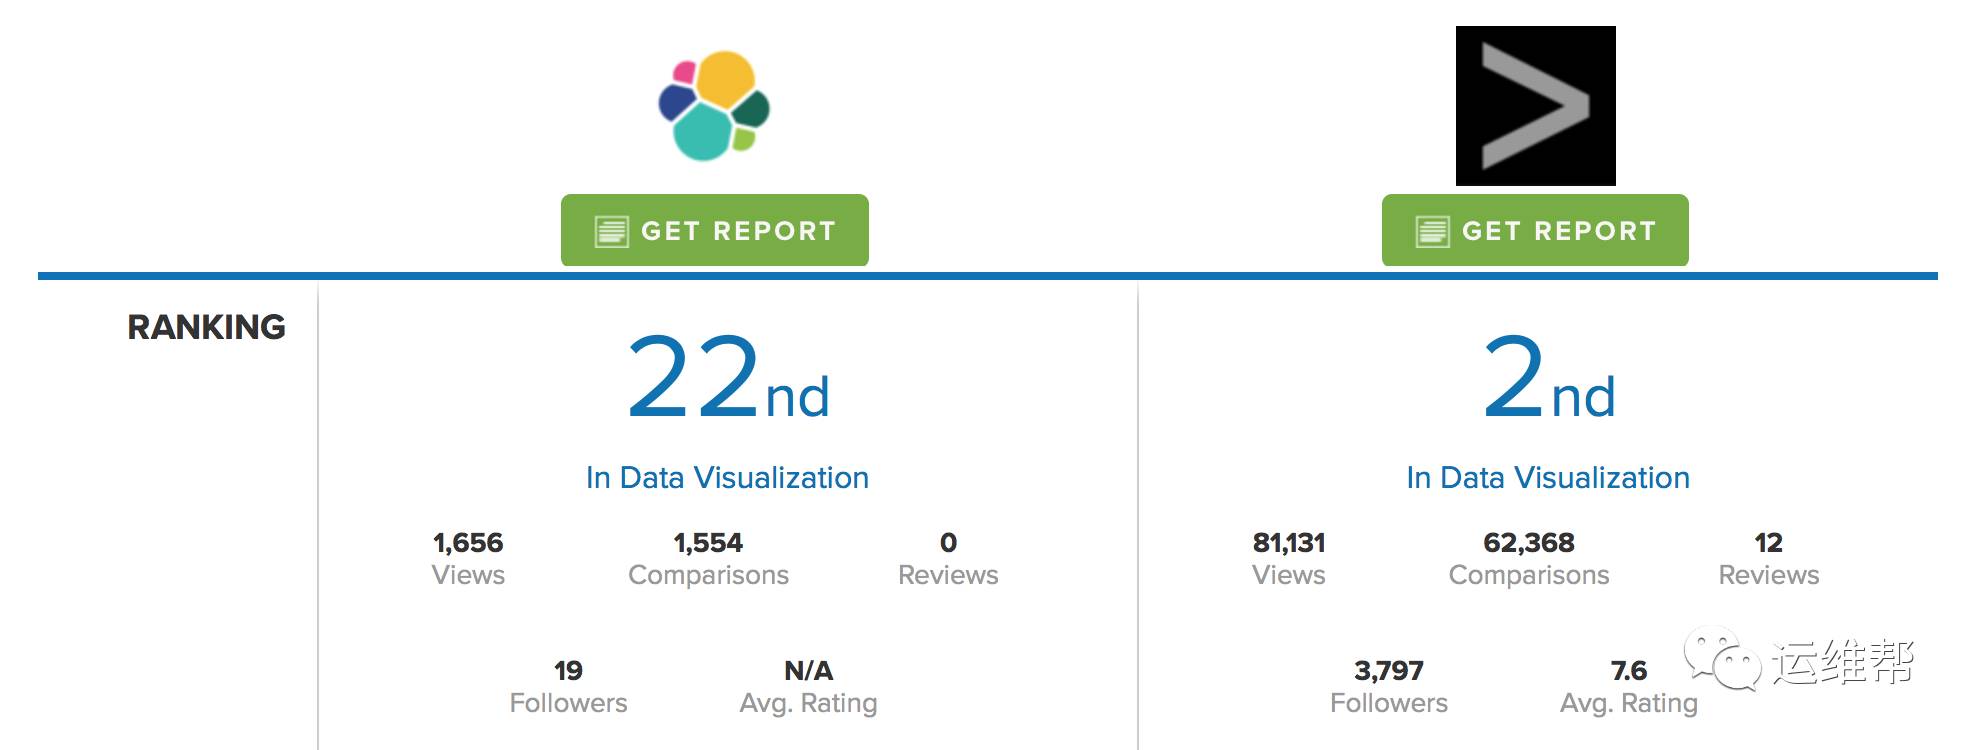 GET REPORT GET REPORT
RANKING
22nd 2nd
In Data Visualization In Data Visualization
1,656 1,554 0 81,131 62,368 12
Views Comparisons Reviews Views Comparisons Reviews
19 N/A 3,797 7.6
Followers Avg. Rating Followers Avg. Rating
运维帮